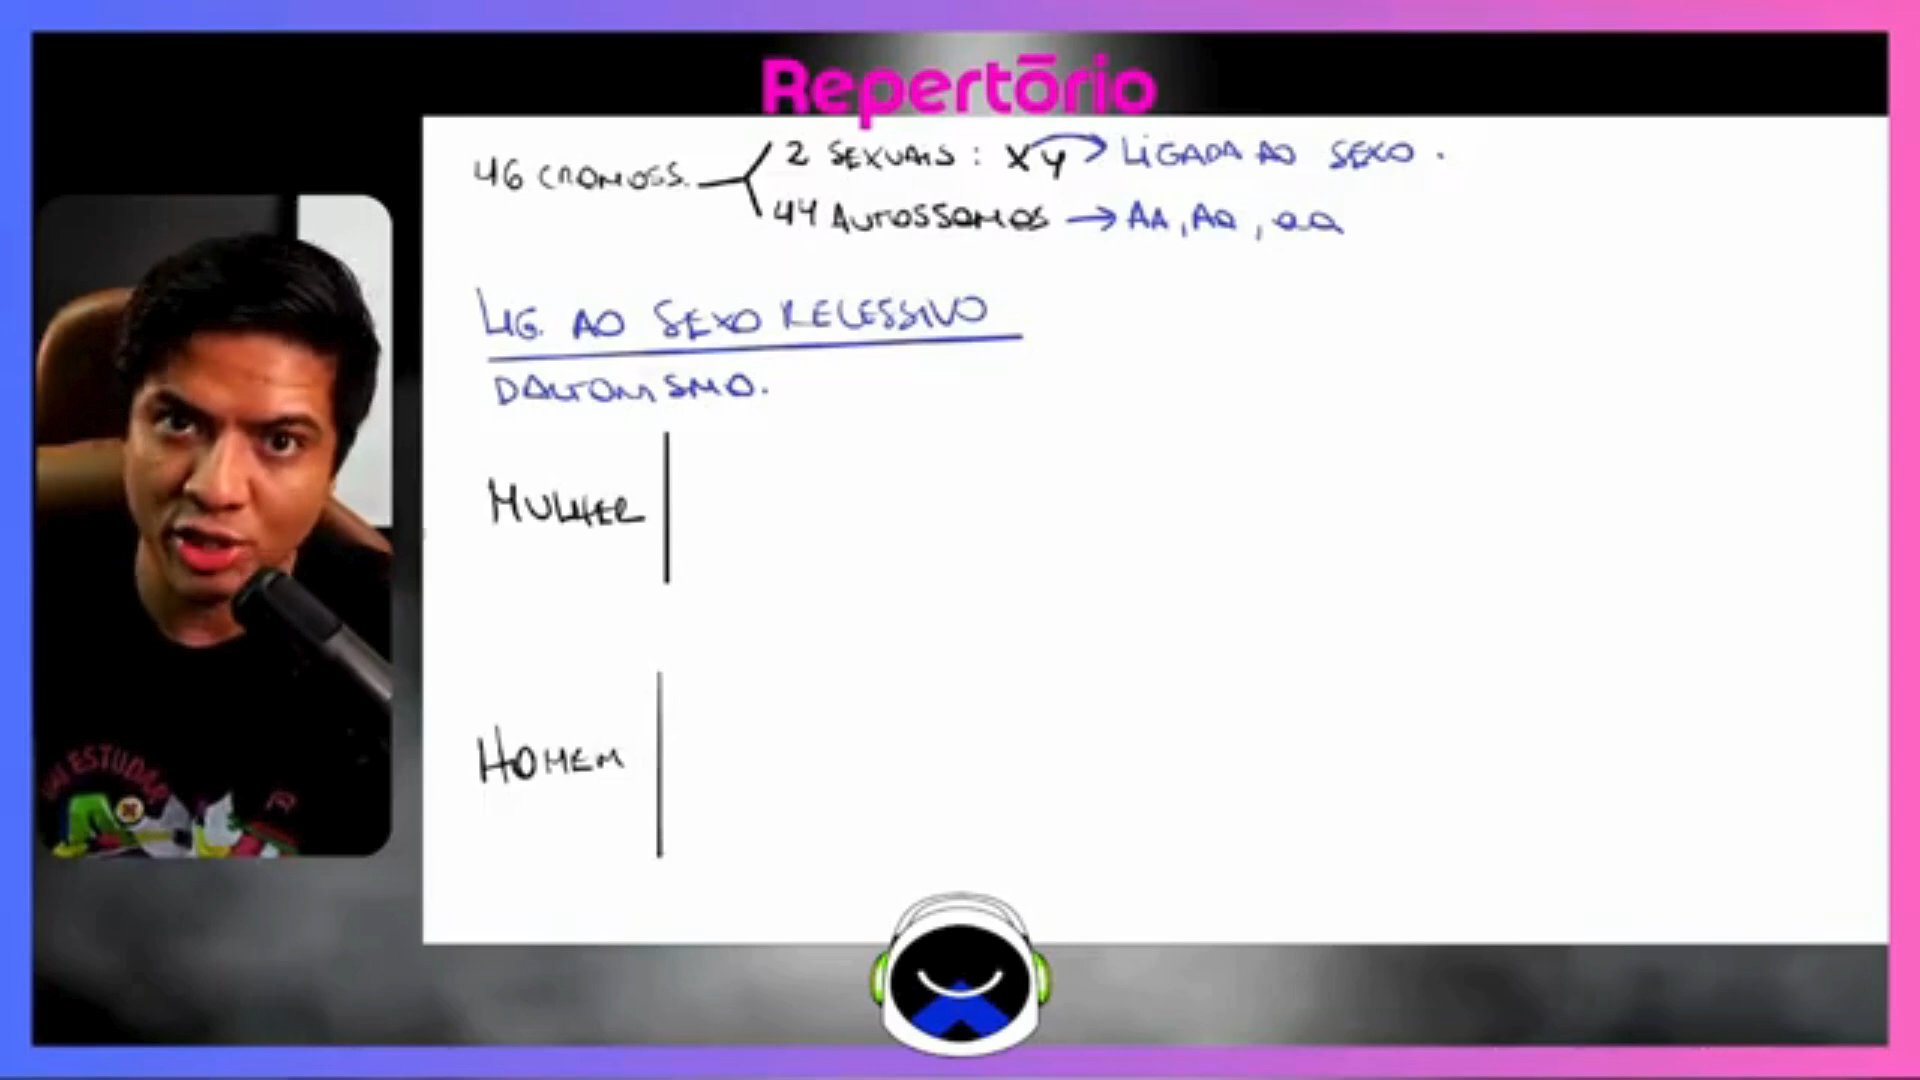 Repertório
2 SEXUAIS : XY → LIGADA AO SEXO.
46 CROMOSS.
44 AUTOSSOMOS → AA, Aa, aa
LIG. AO SEXO RECESSIVO
DALTONISMO.
MULHER
HOMEM
ESTUDAR